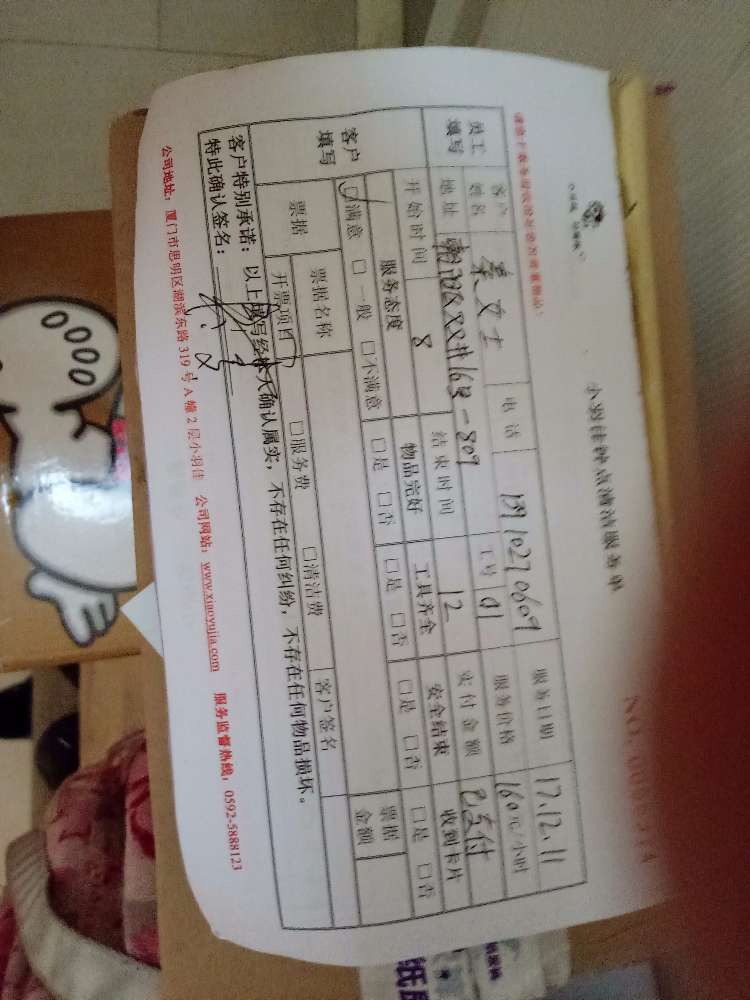 小羽佳钟点清洁服务单
员工填写
客户姓名
女士
电话
服务日期 17.12.11
服务价格 160元/小时
地址
16号-809
工号 01
实付金额 已支付
开始时间 8
结束时间 12
客户填写
服务态度
物品完好
工具齐全
安全结束
收到卡片
☑满意 □一般 □不满意
□是 □否
□是 □否
□是 □否
□是 □否
票据
票据名称
客户签名
票据金额
开票项目
□服务费 □清洁费
客户特别承诺：以上填写经本人确认属实，不存在任何纠纷，不存在任何物品损坏。
特此确认签名：
公司地址：厦门市思明区湖滨东路319号A幢2层小羽佳 公司网站：www.xiaoyujia.com 服务监督热线：0592-5888123